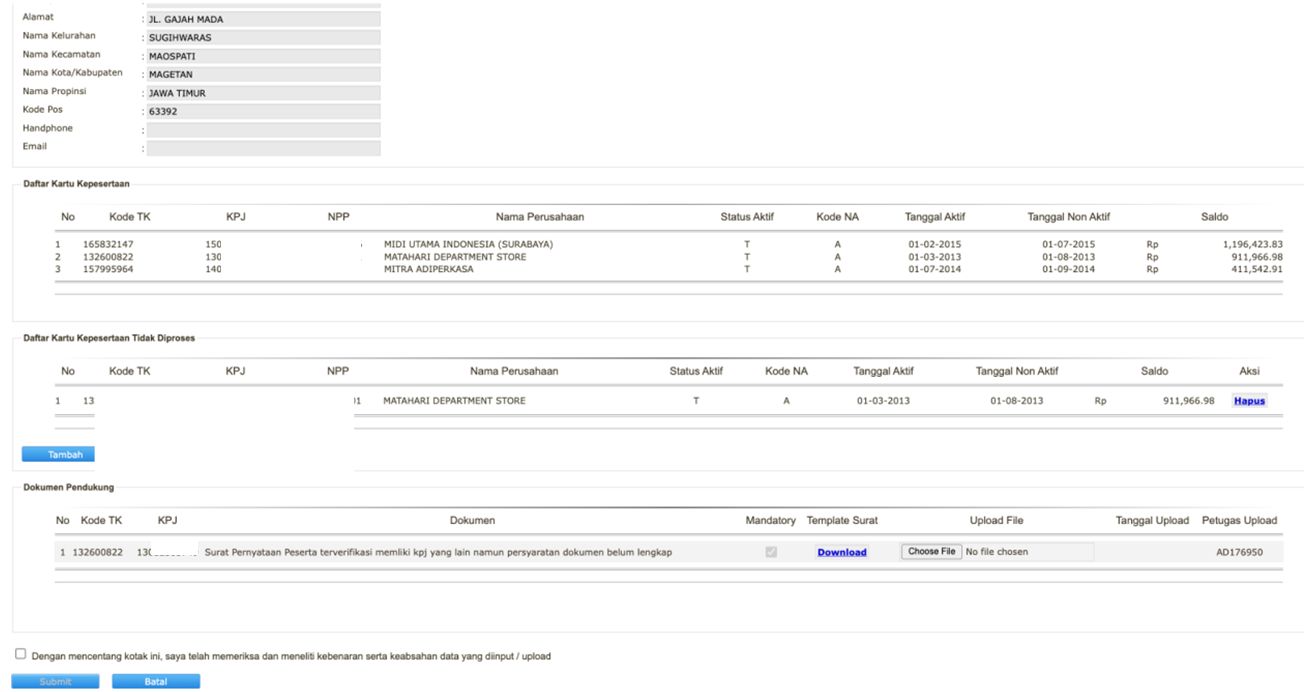 Alamat : JL. GAJAH MADA
Nama Kelurahan : SUGIHWARAS
Nama Kecamatan : MAOSPATI
Nama Kota/Kabupaten : MAGETAN
Nama Propinsi : JAWA TIMUR
Kode Pos : 63392
Handphone :
Email :
Daftar Kartu Kepesertaan
No Kode TK KPJ NPP Nama Perusahaan Status Aktif Kode NA Tanggal Aktif Tanggal Non Aktif Saldo
1 165832147 150 MIDI UTAMA INDONESIA (SURABAYA) T A 01-02-2015 01-07-2015 Rp 1,196,423.83
2 132600822 130 MATAHARI DEPARTMENT STORE T A 01-03-2013 01-08-2013 Rp 911,966.98
3 157995964 140 MITRA ADIPERKASA T A 01-07-2014 01-09-2014 Rp 411,542.91
Daftar Kartu Kepesertaan Tidak Diproses
No Kode TK KPJ NPP Nama Perusahaan Status Aktif Kode NA Tanggal Aktif Tanggal Non Aktif Saldo Aksi
1 13 MATAHARI DEPARTMENT STORE T A 01-03-2013 01-08-2013 Rp 911,966.98 Hapus
Tambah
Dokumen Pendukung
No Kode TK KPJ Dokumen Mandatory Template Surat Upload File Tanggal Upload Petugas Upload
1 132600822 Surat Pernyataan Peserta terverifikasi memliki kpj yang lain namun persyaratan dokumen belum lengkap Download Choose File No file chosen AD176950
Dengan mencentang kotak ini, saya telah memeriksa dan meneliti kebenaran serta keabsahan data yang diinput / upload
Submit Batal